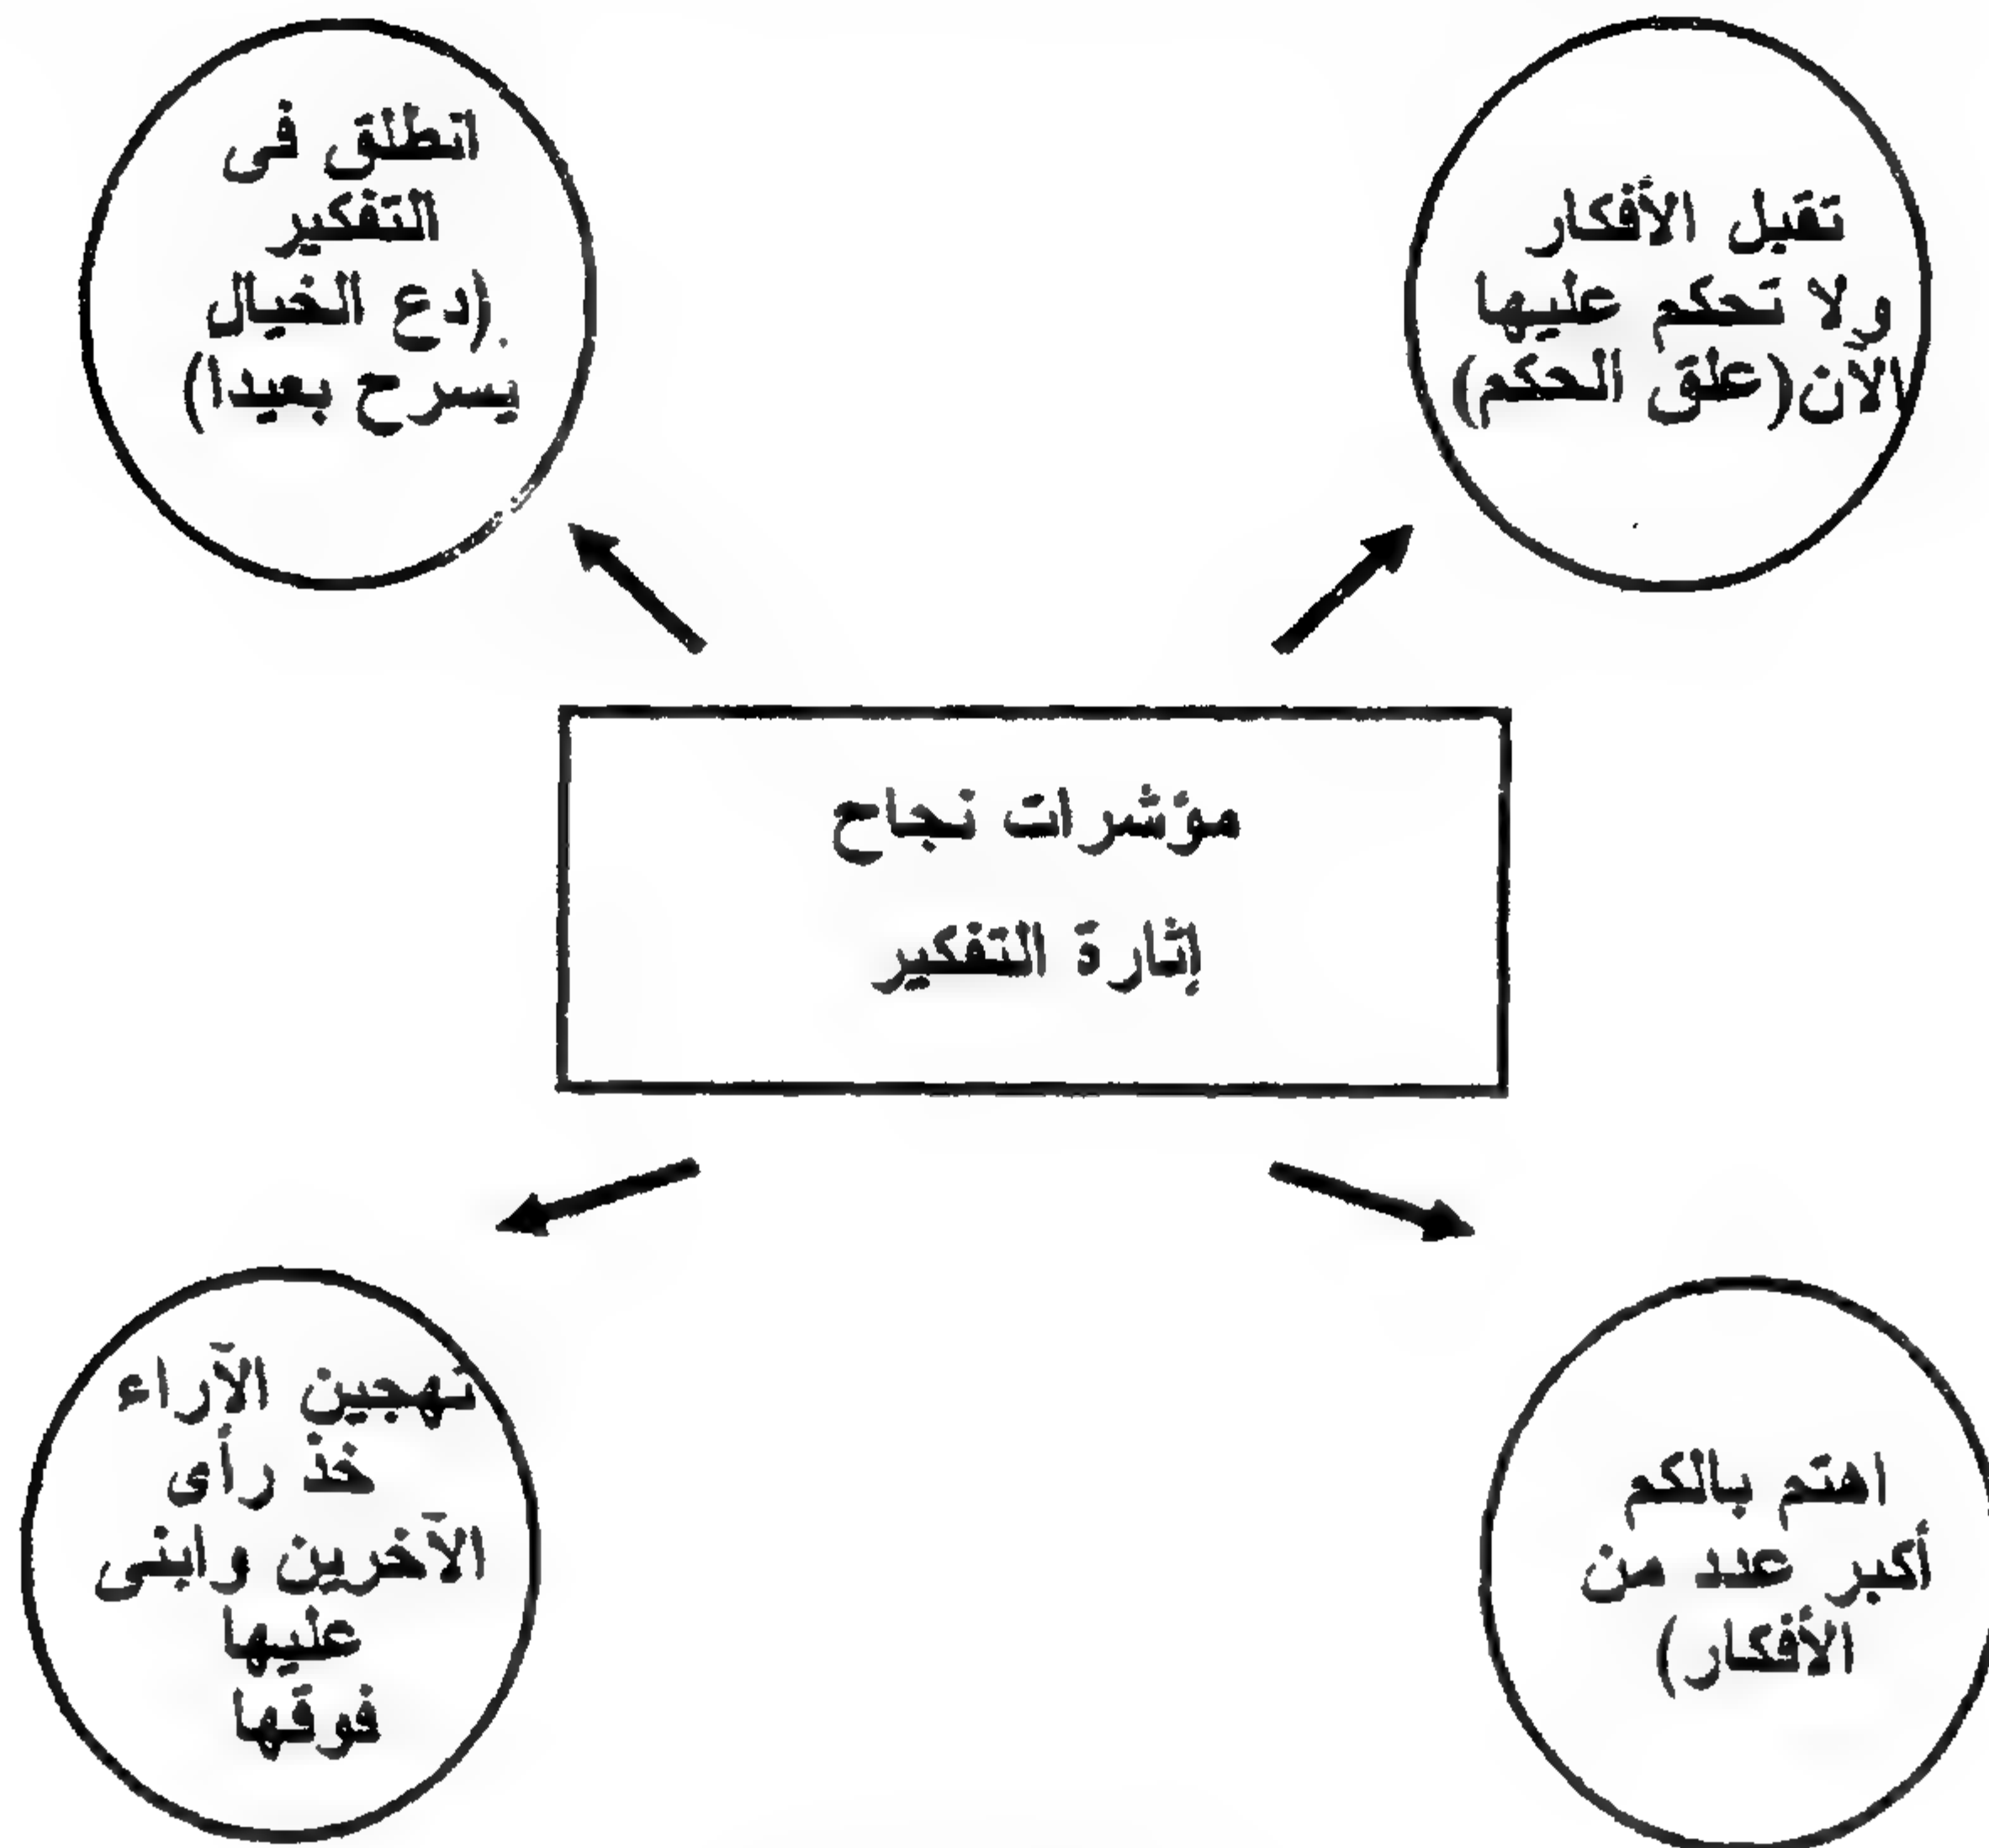 تقبل الأفكار
ولا تحكم عليها
الآن (علق الحكم)
انطلق فى
التفكير
(دع الخيال
يسرح بعيدا)
مؤشرات نجاح
إثارة التفكير
اهتم بالكم
أكبر عدد من
الأفكار)
تهجين الآراء
خذ رأى
الآخرين وابنى
عليها
فوقها